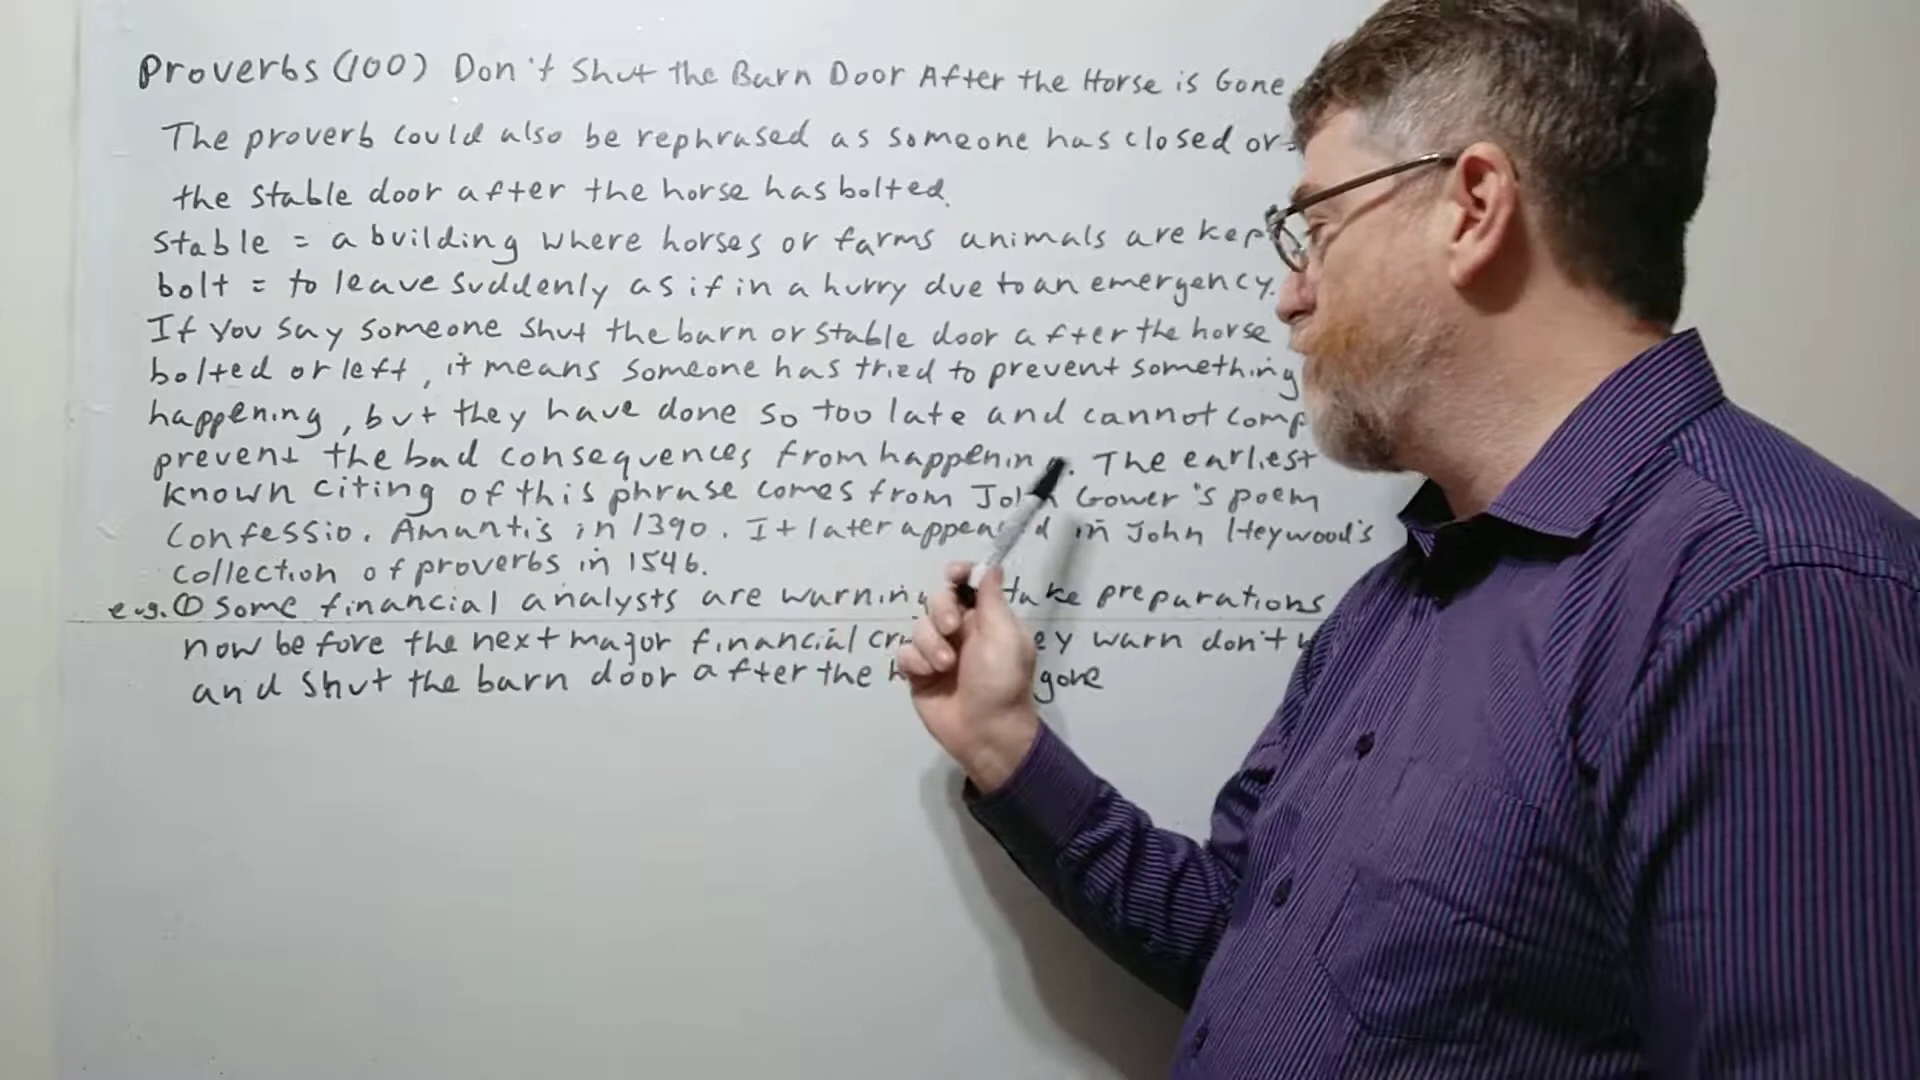 Proverbs (100) Don't Shut the Barn Door After the Horse is Gone
The proverb could also be rephrased as someone has closed or
the stable door after the horse has bolted.
Stable = a building where horses or farms animals are kep
bolt = to leave suddenly as if in a hurry due to an emergency.
If you say someone shut the barn or stable door after the horse
bolted or left, it means someone has tried to prevent something
happening, but they have done so too late and cannot comp
prevent the bad consequences from happening. The earliest
known citing of this phrase comes from John Gower's poem
Confessio. Amantis in 1390. It later appeared in John Heywood's
Collection of proverbs in 1546.
e.g. ① Some financial analysts are warning take preparations
now before the next major financial warn don't
and shut the barn door after the gone